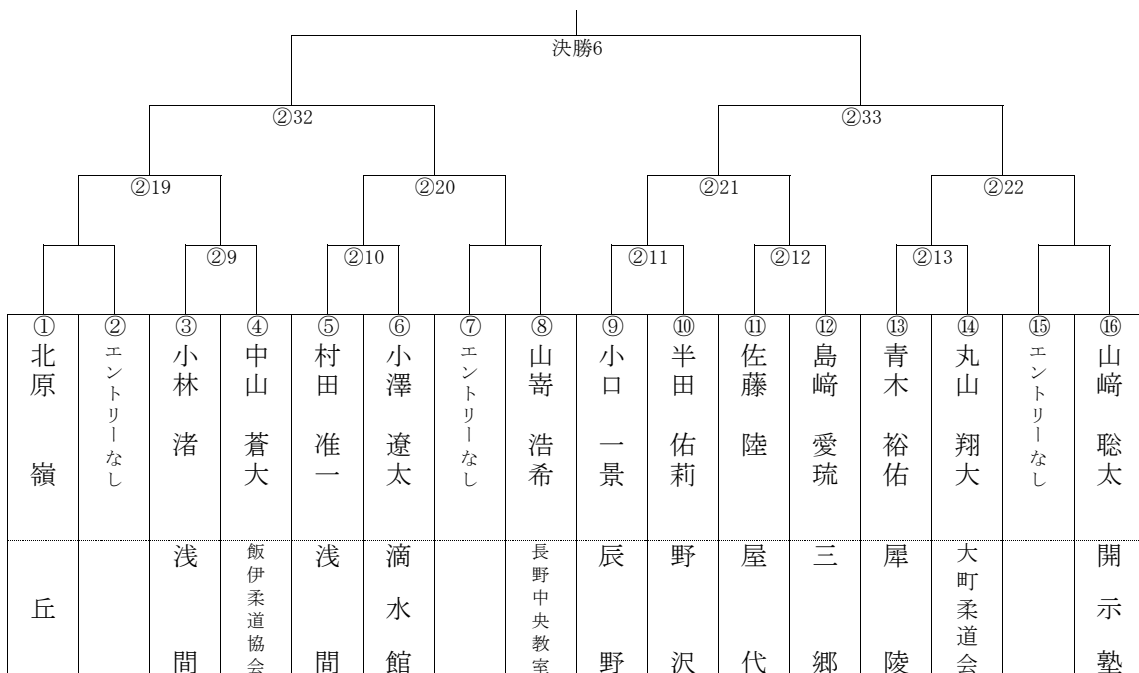 決勝6
②32
②33
②19
②20
②21
②22
②9
②10
②11
②12
②13
①
北原 嶺
丘
②
エントリーなし
③
小林 渚
浅間
④
中山 蒼大
飯伊柔道協会
⑤
村田 准一
浅間
⑥
小澤 遼太
滴水館
⑦
エントリーなし
⑧
山嵜 浩希
長野中央教室
⑨
小口 一景
辰野
⑩
半田 佑莉
野沢
⑪
佐藤 陸
屋代
⑫
島﨑 愛琉
三郷
⑬
青木 裕佑
犀陵
⑭
丸山 翔大
大町柔道会
⑮
エントリーなし
⑯
山﨑 聡太
開示塾